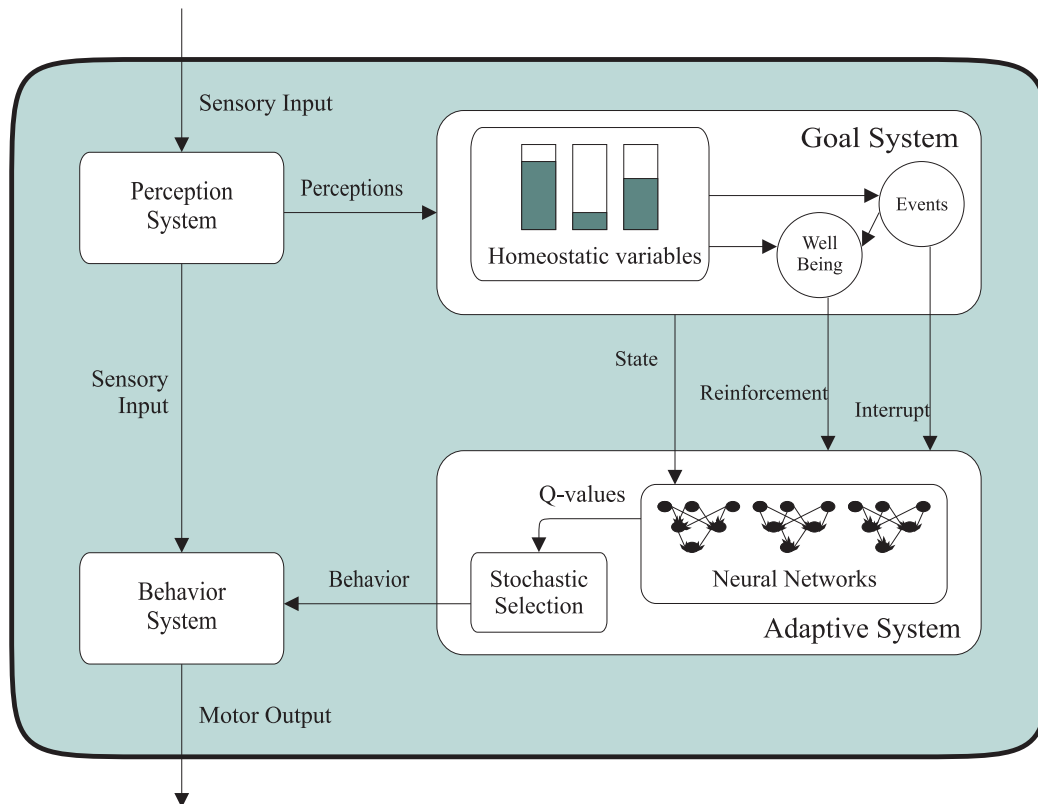 Sensory Input
Goal System
Perception
System
Perceptions
Events
Well
Being
Homeostatic variables
State
Sensory
Input
Reinforcement
Interrupt
Q-values
Behavior
Stochastic
Selection
Neural Networks
Behavior
System
Adaptive System
Motor Output